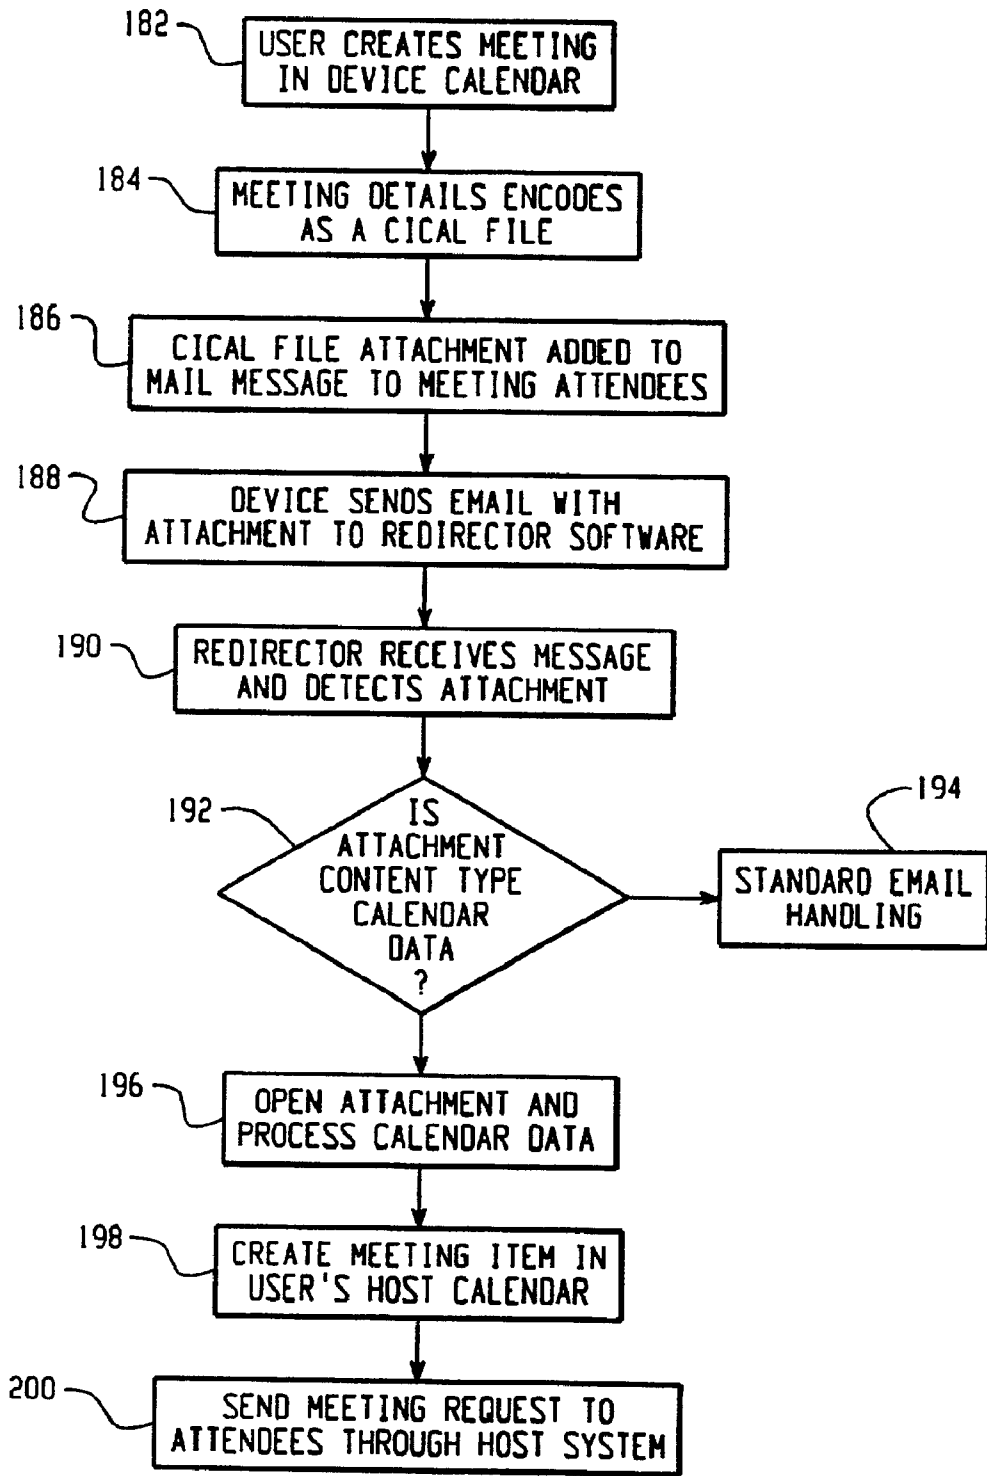 182
USER CREATES MEETING
IN DEVICE CALENDAR
184
MEETING DETAILS ENCODES
AS A CICAL FILE
186
CICAL FILE ATTACHMENT ADDED TO
MAIL MESSAGE TO MEETING ATTENDEES
188
DEVICE SENDS EMAIL WITH
ATTACHMENT TO REDIRECTOR SOFTWARE
190
REDIRECTOR RECEIVES MESSAGE
AND DETECTS ATTACHMENT
192
IS
ATTACHMENT
CONTENT TYPE
CALENDAR
DATA
?
194
STANDARD EMAIL
HANDLING
196
OPEN ATTACHMENT AND
PROCESS CALENDAR DATA
198
CREATE MEETING ITEM IN
USER'S HOST CALENDAR
200
SEND MEETING REQUEST TO
ATTENDEES THROUGH HOST SYSTEM